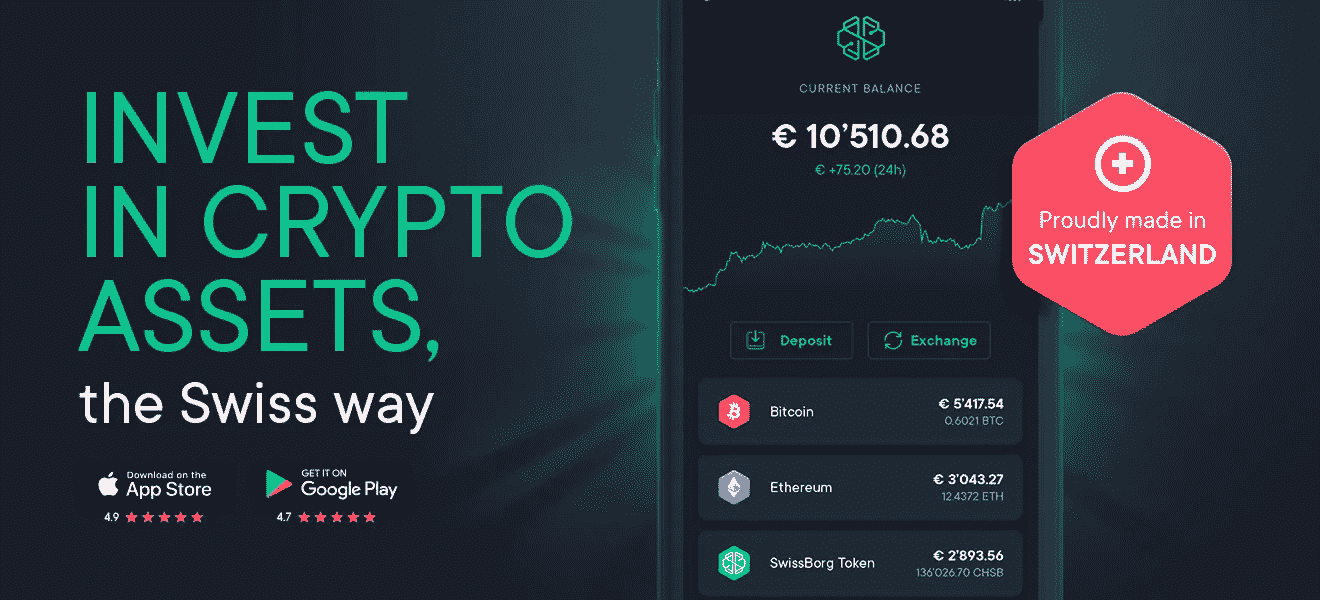 INVEST
IN CRYPTO
ASSETS,
the Swiss way
Download on the
App Store
4.9
GET IT ON
Google Play
4.7
CURRENT BALANCE
€ 10’510.68
€ +75.20 (24h)
Deposit
Exchange
Bitcoin
€ 5’417.54
0.6021 BTC
Ethereum
€ 3’043.27
12.4372 ETH
SwissBorg Token
€ 2’893.56
136’026.70 CHSB
Proudly made in
SWITZERLAND